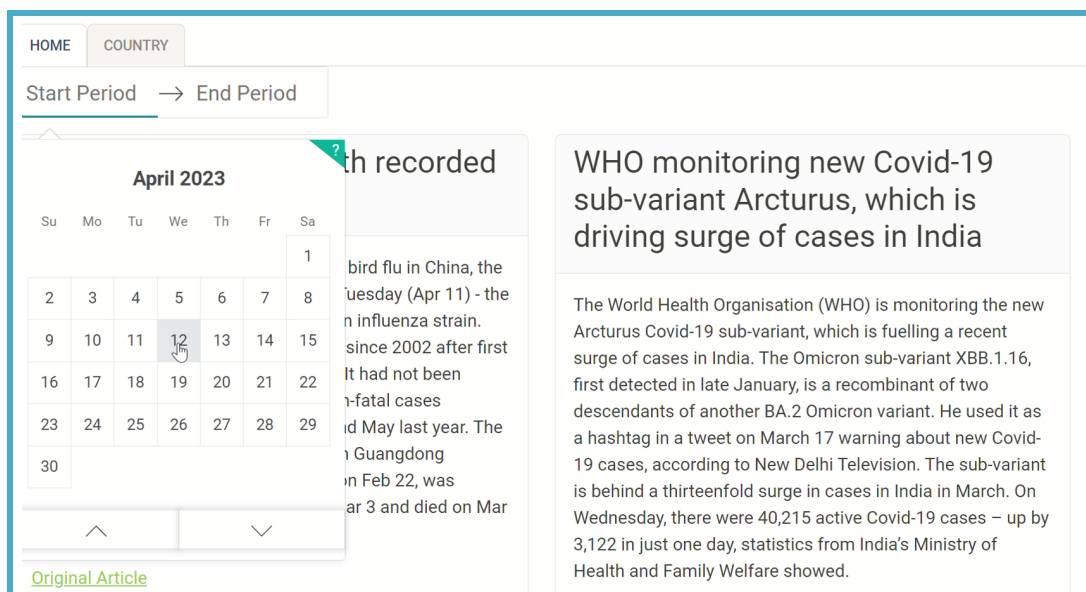 HOME COUNTRY
Start Period → End Period
?
April 2023
Su Mo Tu We Th Fr Sa
1
2 3 4 5 6 7 8
9 10 11 12 13 14 15
16 17 18 19 20 21 22
23 24 25 26 27 28 29
30
recorded
bird flu in China, the
(Apr 11) - the
influenza strain.
since 2002 after first
It had not been
cases
May last year. The
Guangdong
Feb 22, was
3 and died on Mar
Original Article
WHO monitoring new Covid-19
sub-variant Arcturus, which is
driving surge of cases in India
The World Health Organisation (WHO) is monitoring the new
Arcturus Covid-19 sub-variant, which is fuelling a recent
surge of cases in India. The Omicron sub-variant XBB.1.16,
first detected in late January, is a recombinant of two
descendants of another BA.2 Omicron variant. He used it as
a hashtag in a tweet on March 17 warning about new Covid-
19 cases, according to New Delhi Television. The sub-variant
is behind a thirteenfold surge in cases in India in March. On
Wednesday, there were 40,215 active Covid-19 cases – up by
3,122 in just one day, statistics from India’s Ministry of
Health and Family Welfare showed.